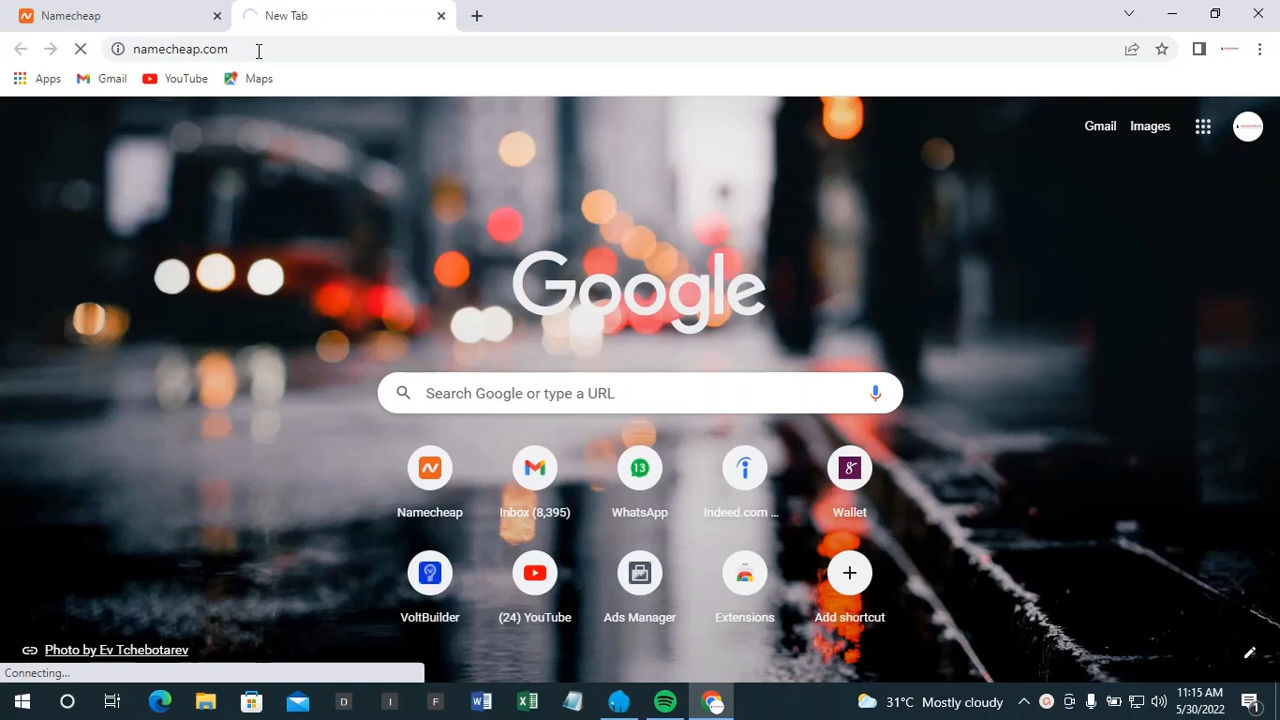 Namecheap
New Tab
namecheap.com
Apps
Gmail
YouTube
Maps
Gmail
Images
Google
Search Google or type a URL
Namecheap
Inbox (8,395)
13
WhatsApp
Indeed.com ...
Wallet
VoltBuilder
(24) YouTube
Ads Manager
Extensions
Add shortcut
Photo by Ev Tchebotarev
Connecting...
D
I
F
31°C Mostly cloudy
11:15 AM
5/30/2022
1